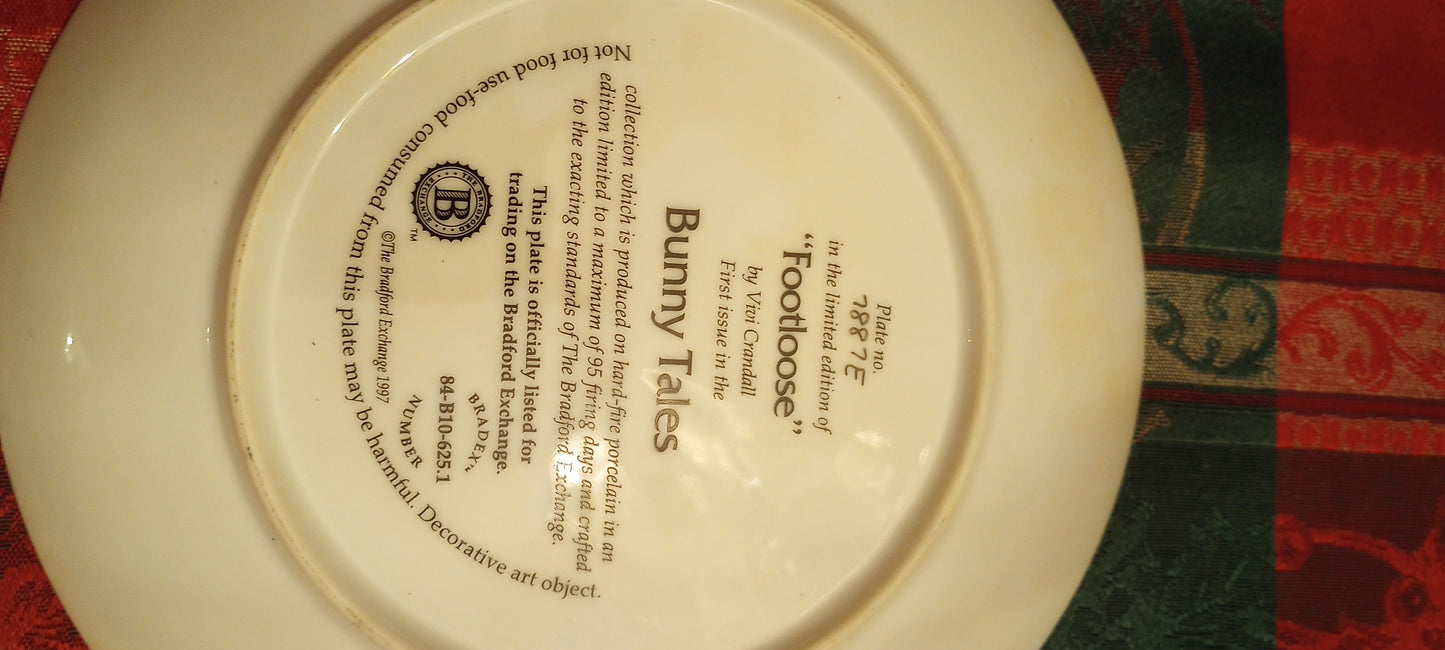 Plate no.
7887E
in the limited edition of
“Footloose”
by Vivi Crandall
First issue in the
Bunny Tales
collection which is produced on hard-fire porcelain in an
edition limited to a maximum of 95 firing days and crafted
to the exacting standards of The Bradford Exchange.
This plate is officially listed for
trading on the Bradford Exchange.
THE BRADFORD
B
EXCHANGE
TM
BRADEX
84-B10-625.1
NUMBER
©The Bradford Exchange 1997
Not for food use-food consumed from this plate may be harmful. Decorative art object.